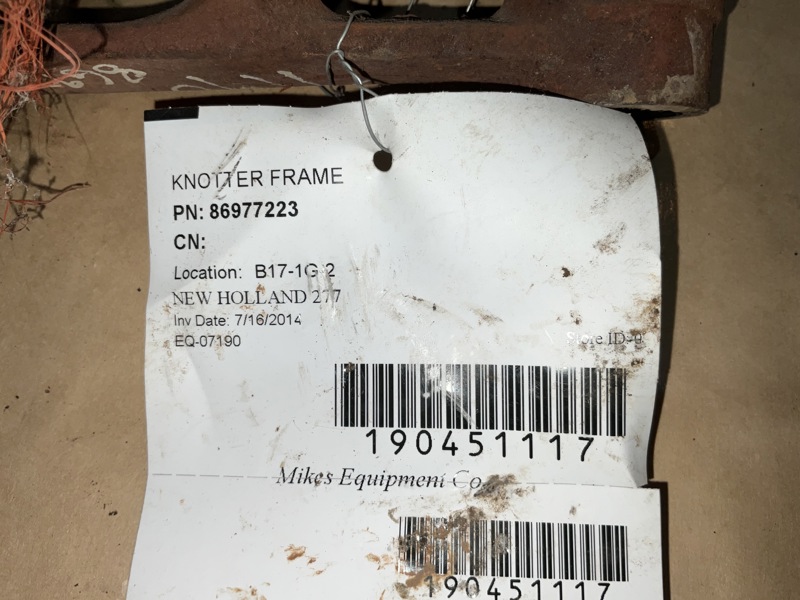 KNOTTER FRAME
PN: 86977223
CN:
Location: B17-1G 2
NEW HOLLAND 277
Inv Date: 7/16/2014
EQ-07190
Store ID:
190451117
Mikes Equipment Co
190451117